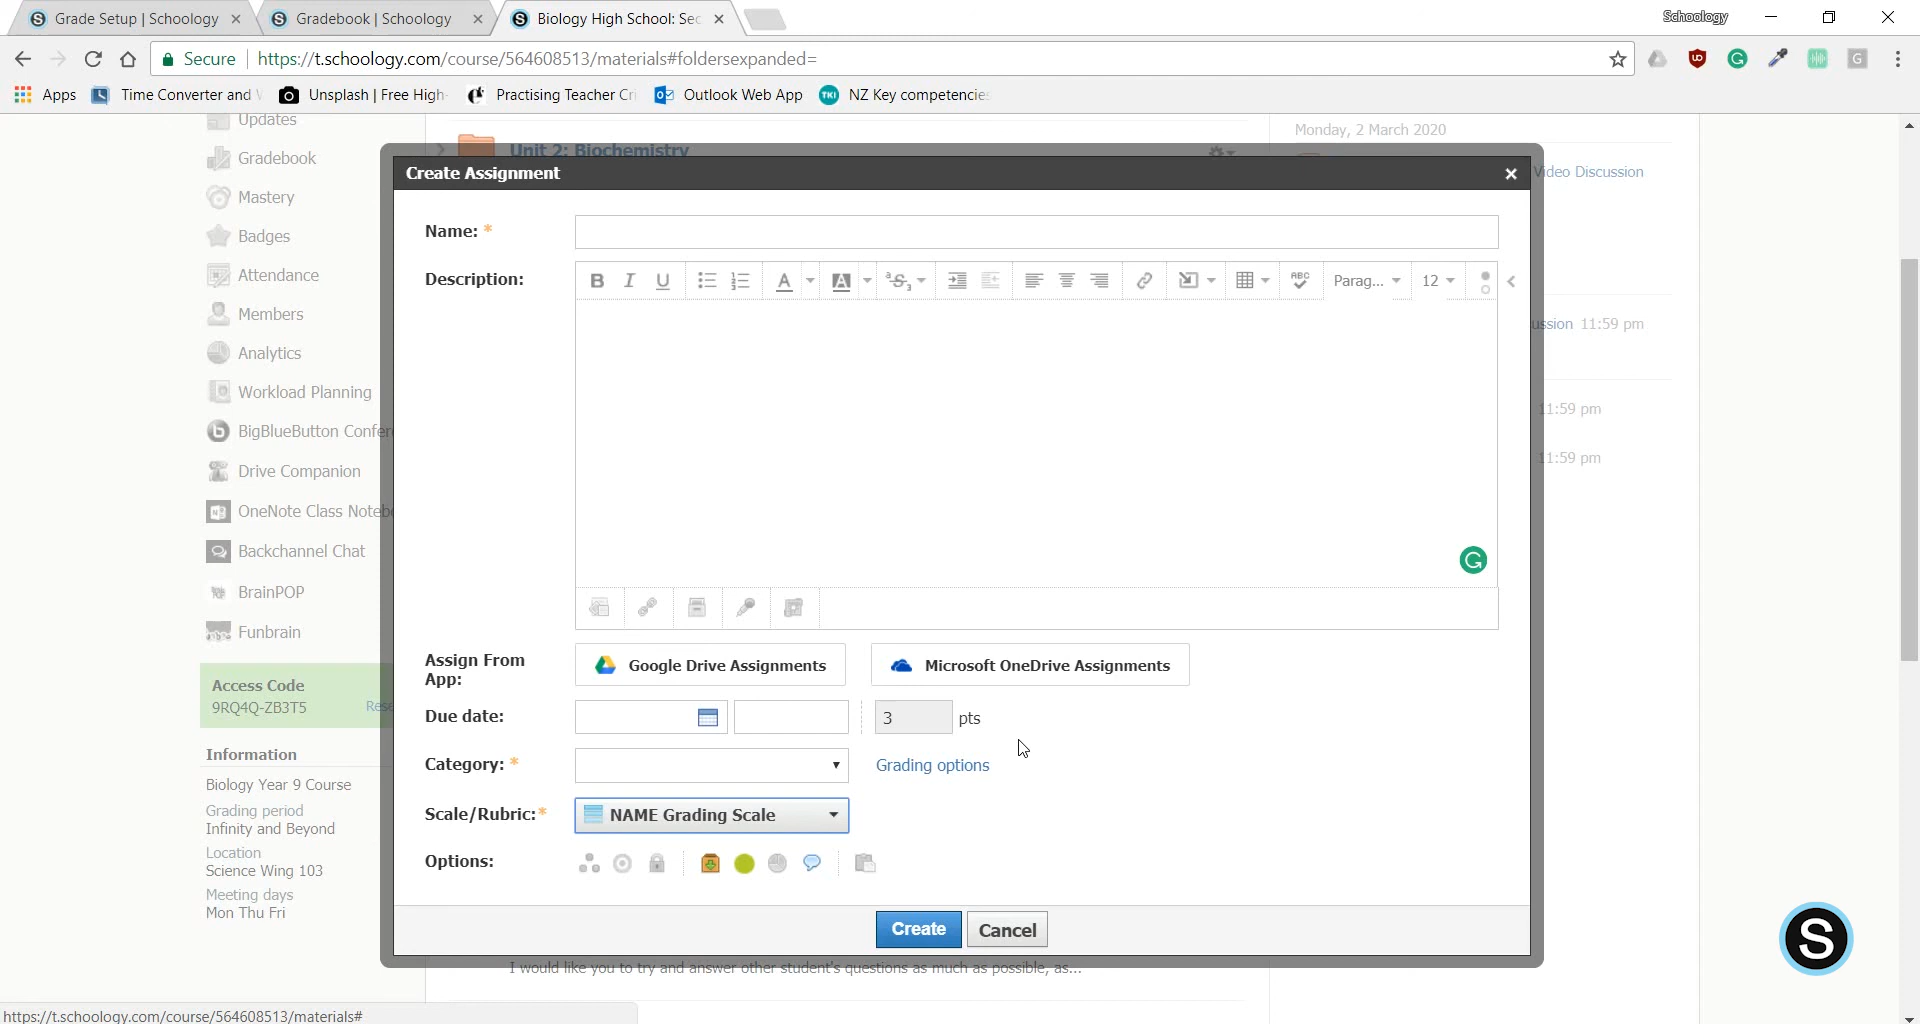 Grade Setup | Schoology
Gradebook | Schoology
Biology High School: Sec
Schoology
Secure
https://t.schoology.com/course/564608513/materials#foldersexpanded=
Apps
Time Converter and
Unsplash | Free High-
Practising Teacher Cri
Outlook Web App
NZ Key competencies
Updates
Gradebook
Mastery
Badges
Attendance
Members
Analytics
Workload Planning
BigBlueButton Confer
Drive Companion
OneNote Class Notebo
Backchannel Chat
BrainPOP
Funbrain
Access Code
9RQ4Q-ZB3T5
Rese
Information
Biology Year 9 Course
Grading period
Infinity and Beyond
Location
Science Wing 103
Meeting days
Mon Thu Fri
Unit 2: Biochemistry
Monday, 2 March 2020
Video Discussion
ussion 11:59 pm
11:59 pm
11:59 pm
Create Assignment
Name: *
Description:
B I U
Parag...
12
ABC
Assign From
App:
Google Drive Assignments
Microsoft OneDrive Assignments
Due date:
3 pts
Category: *
Grading options
Scale/Rubric:*
NAME Grading Scale
Options:
Create
Cancel
I would like you to try and answer other student's questions as much as possible, as...
S
https://t.schoology.com/course/564608513/materials#